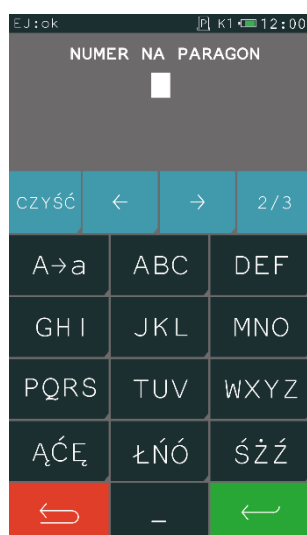 EJ:ok P K1 12:00
NUMER NA PARAGON
CZYŚĆ ← → 2/3
A→a ABC DEF
GHI JKL MNO
PQRS TUV WXYZ
ĄĆĘ ŁŃÓ ŚŻŹ
_